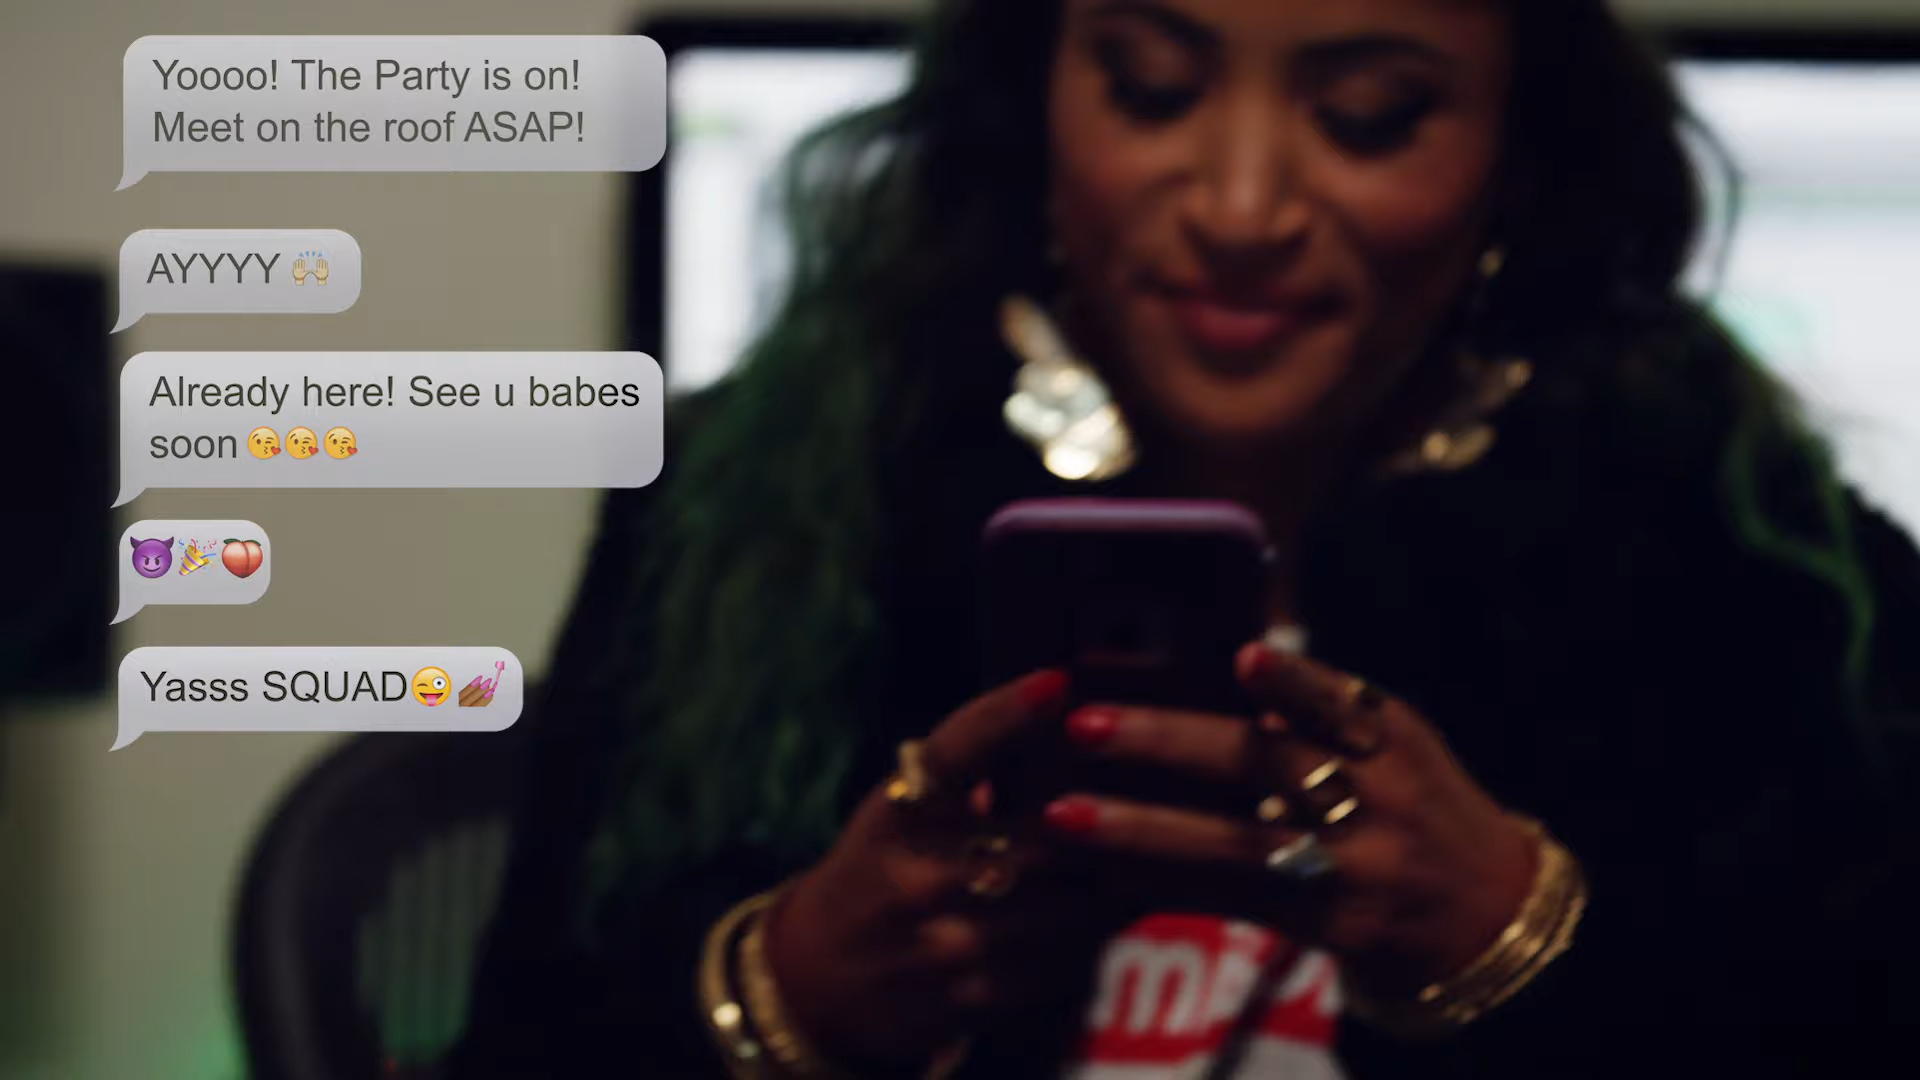 Yoooo! The Party is on!
Meet on the roof ASAP!
AYYYY 🙌🏼
Already here! See u babes
soon 😘😘😘
😈🎉🍑
Yasss SQUAD😜💅🏾